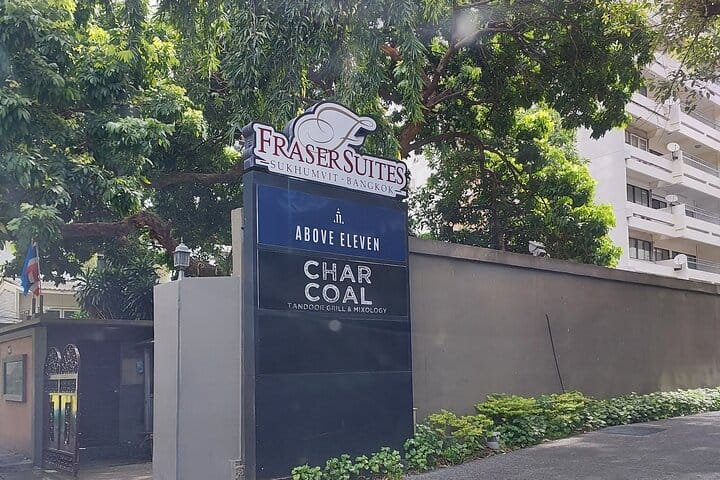 FRASER SUITES
SUKHUMVIT - BANGKOK
ABOVE ELEVEN
CHAR
COAL
TANDOOR GRILL & MIXOLOGY